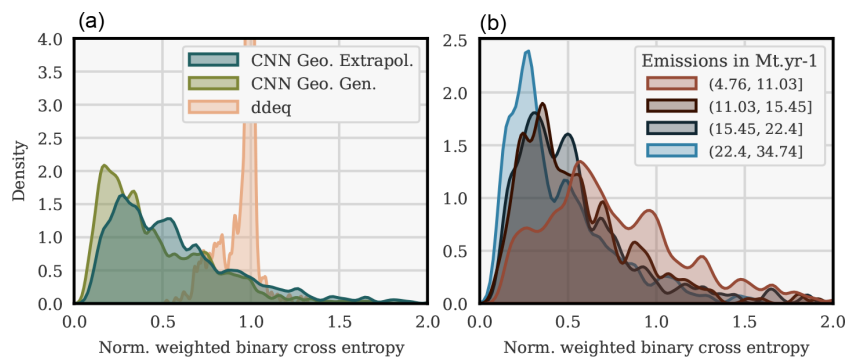 (a)
4.0
3.5
3.0
2.5
2.0
1.5
1.0
0.5
0.0
Density
CNN Geo. Extrapol.
CNN Geo. Gen.
ddeq
0.0 0.5 1.0 1.5 2.0
Norm. weighted binary cross entropy
(b)
2.5
2.0
1.5
1.0
0.5
0.0
Emissions in Mt.yr-1
(4.76, 11.03]
(11.03, 15.45]
(15.45, 22.4]
(22.4, 34.74]
0.0 0.5 1.0 1.5 2.0
Norm. weighted binary cross entropy